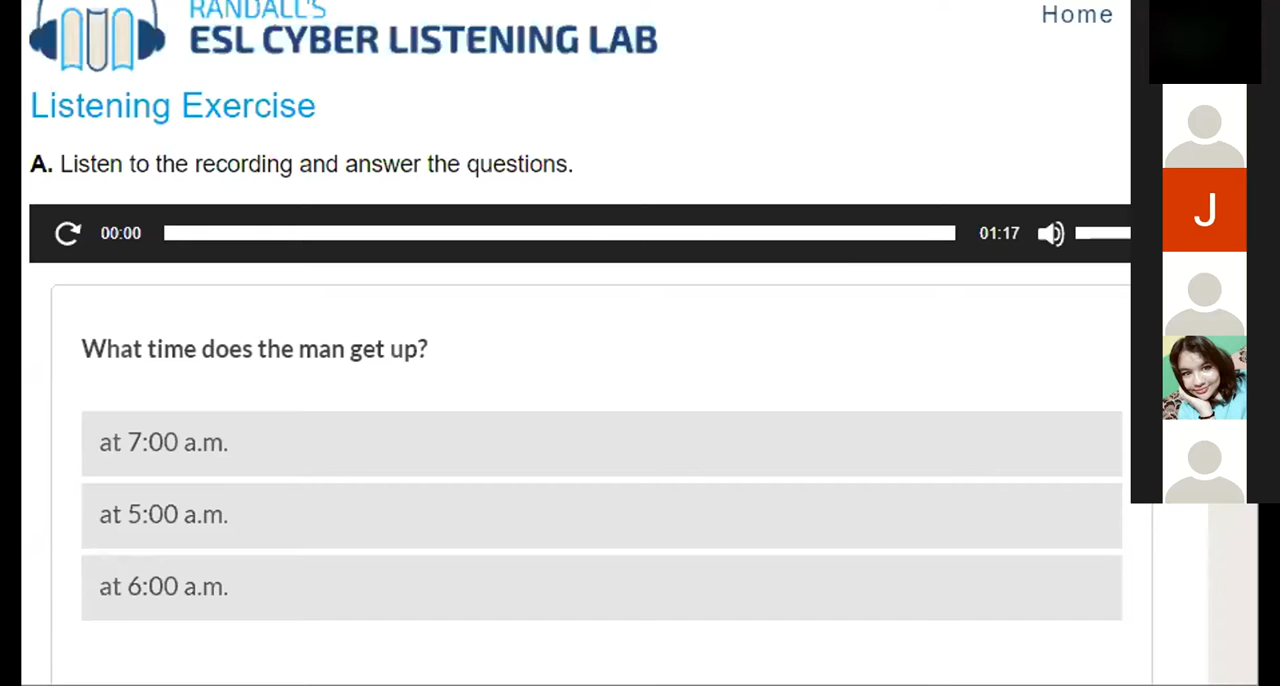 RANDALL'S
ESL CYBER LISTENING LAB
Home
Listening Exercise
A. Listen to the recording and answer the questions.
00:00
01:17
J
What time does the man get up?
at 7:00 a.m.
at 5:00 a.m.
at 6:00 a.m.